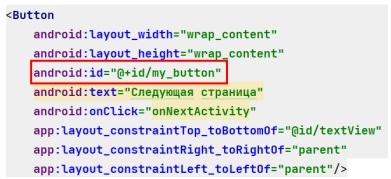 <Button
android:layout_width="wrap_content"
android:layout_height="wrap_content"
android:id="@+id/my_button"
android:text="Следующая страница"
android:onClick="onNextActivity"
app:layout_constraintTop_toBottomOf="@id/textView"
app:layout_constraintRight_toRightOf="parent"
app:layout_constraintLeft_toLeftOf="parent"/>